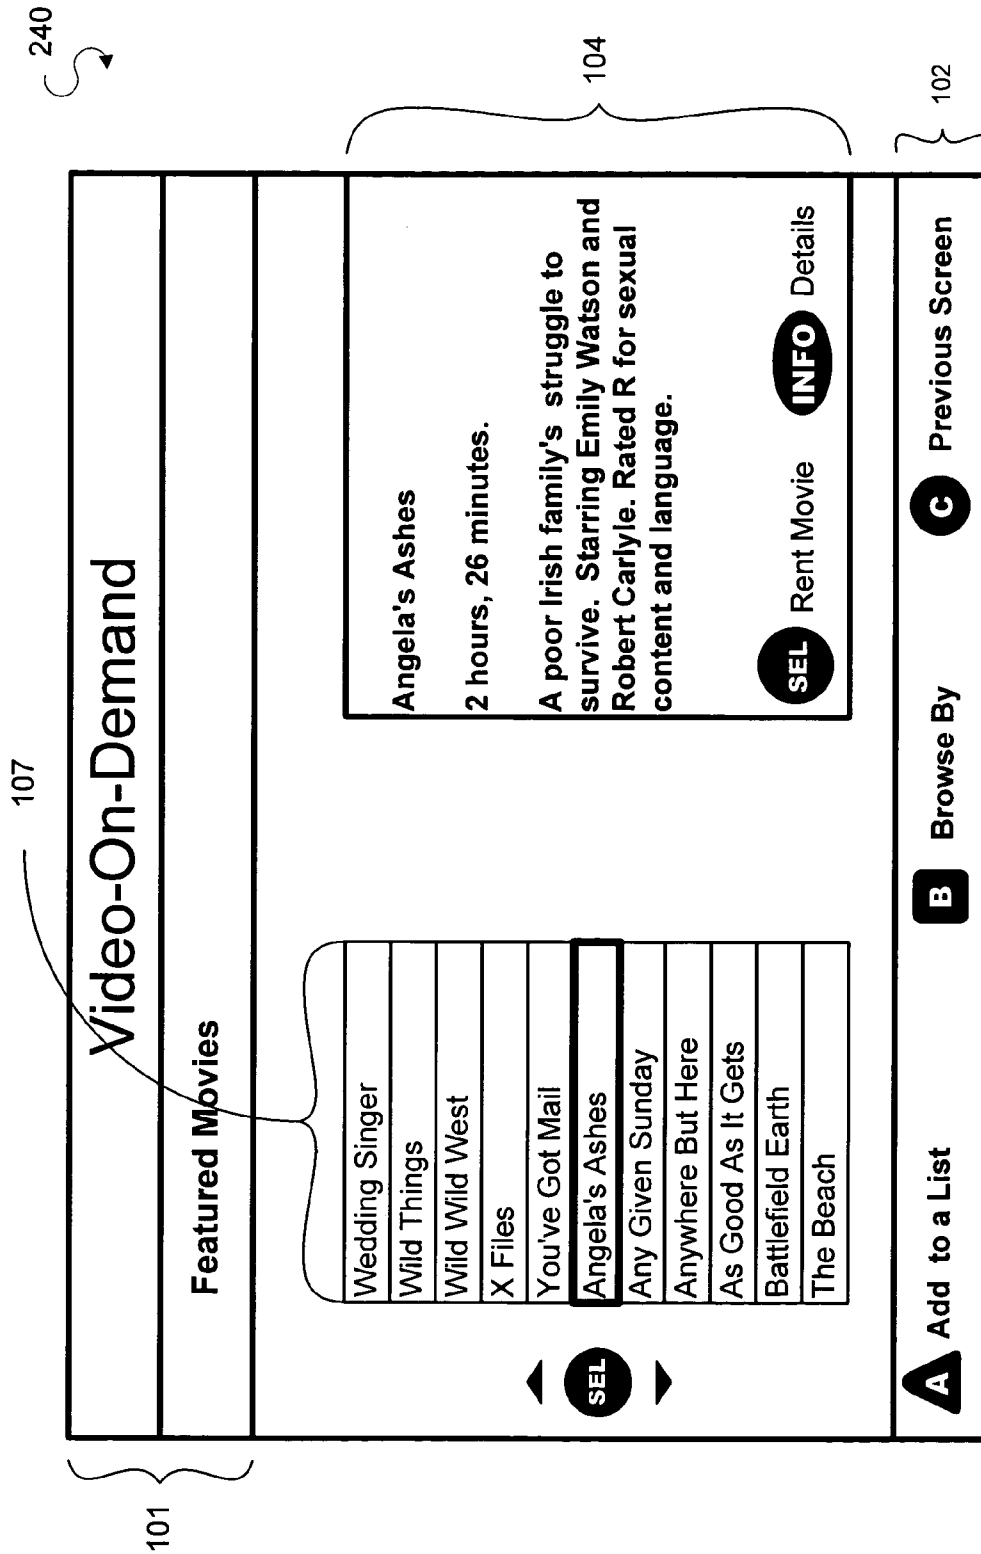 240
107
Video-On-Demand
101
Featured Movies
Wedding Singer
Wild Things
Wild Wild West
X Files
You've Got Mail
Angela's Ashes
Any Given Sunday
Anywhere But Here
As Good As It Gets
Battlefield Earth
The Beach
SEL
Angela's Ashes
2 hours, 26 minutes.
A poor Irish family's struggle to
survive. Starring Emily Watson and
Robert Carlyle. Rated R for sexual
content and language.
SEL Rent Movie INFO Details
104
A Add to a List B Browse By C Previous Screen
102